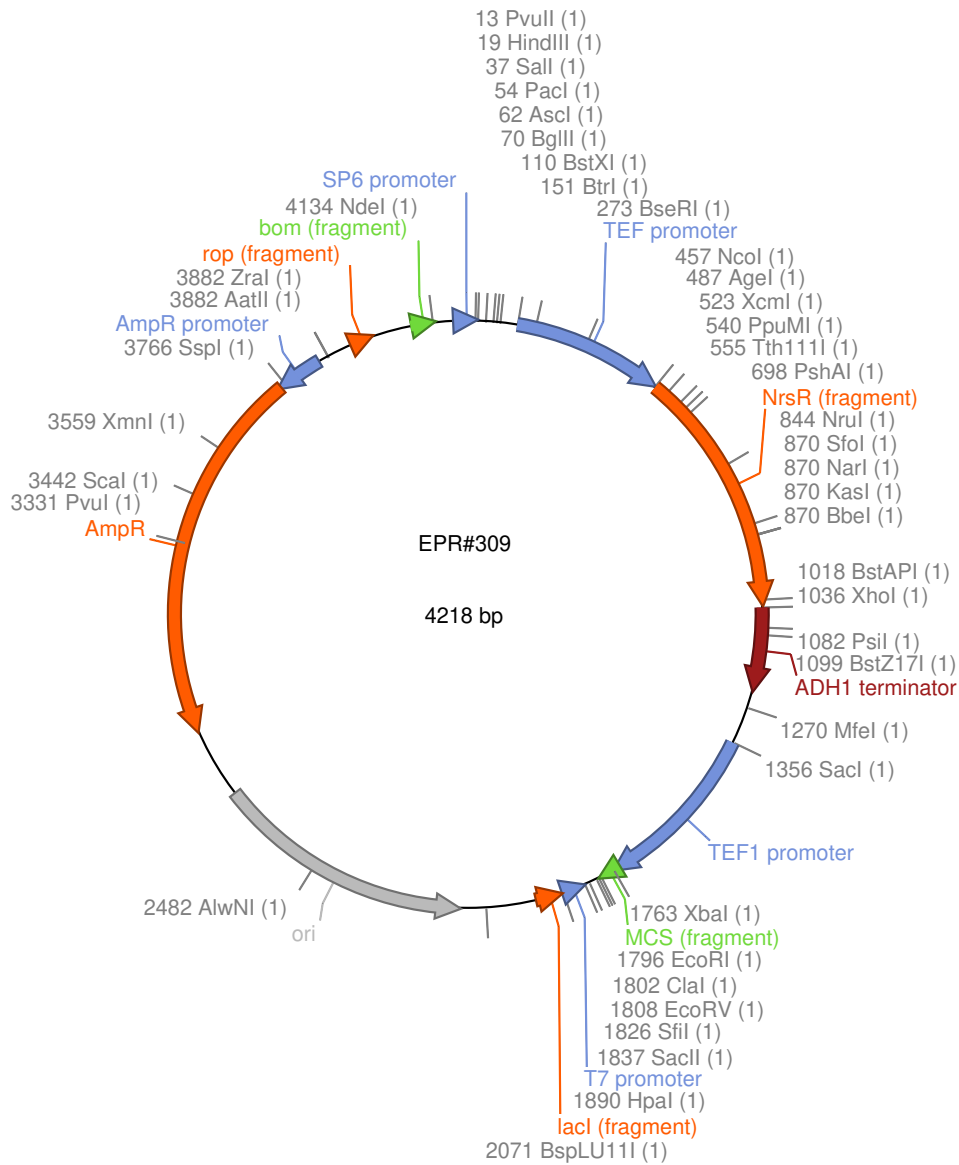 13 PvuII (1)
19 HindIII (1)
37 SalI (1)
54 PacI (1)
62 AscI (1)
70 BglII (1)
110 BstXI (1)
151 BtrI (1)
273 BseRI (1)
TEF promoter
457 NcoI (1)
487 AgeI (1)
523 XcmI (1)
540 PpuMI (1)
555 Tth111I (1)
698 PshAI (1)
NrsR (fragment)
844 NruI (1)
870 SfoI (1)
870 NarI (1)
870 KasI (1)
870 BbeI (1)
1018 BstAPI (1)
1036 XhoI (1)
1082 PsiI (1)
1099 BstZ17I (1)
ADH1 terminator
1270 MfeI (1)
1356 SacI (1)
TEF1 promoter
1763 XbaI (1)
MCS (fragment)
1796 EcoRI (1)
1802 ClaI (1)
1808 EcoRV (1)
1826 SfiI (1)
1837 SacII (1)
T7 promoter
1890 HpaI (1)
lacI (fragment)
2071 BspLU11I (1)
2482 AlwNI (1)
ori
AmpR
3331 PvuI (1)
3442 ScaI (1)
3559 XmnI (1)
3766 SspI (1)
AmpR promoter
3882 AatII (1)
3882 ZraI (1)
rop (fragment)
bom (fragment)
4134 NdeI (1)
SP6 promoter
EPR#309
4218 bp